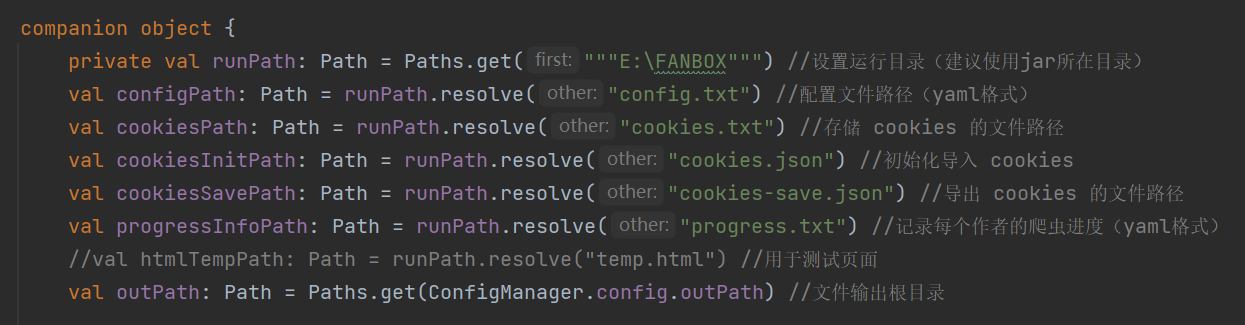 companion object {
private val runPath: Path = Paths.get( first: """E:\FANBOX""") //设置运行目录（建议使用jar所在目录）
val configPath: Path = runPath.resolve( other: "config.txt") //配置文件路径（yaml格式）
val cookiesPath: Path = runPath.resolve( other: "cookies.txt") //存储 cookies 的文件路径
val cookiesInitPath: Path = runPath.resolve( other: "cookies.json") //初始化导入 cookies
val cookiesSavePath: Path = runPath.resolve( other: "cookies-save.json") //导出 cookies 的文件路径
val progressInfoPath: Path = runPath.resolve( other: "progress.txt") //记录每个作者的爬虫进度（yaml格式）
//val htmlTempPath: Path = runPath.resolve("temp.html") //用于测试页面
val outPath: Path = Paths.get(ConfigManager.config.outPath) //文件输出根目录